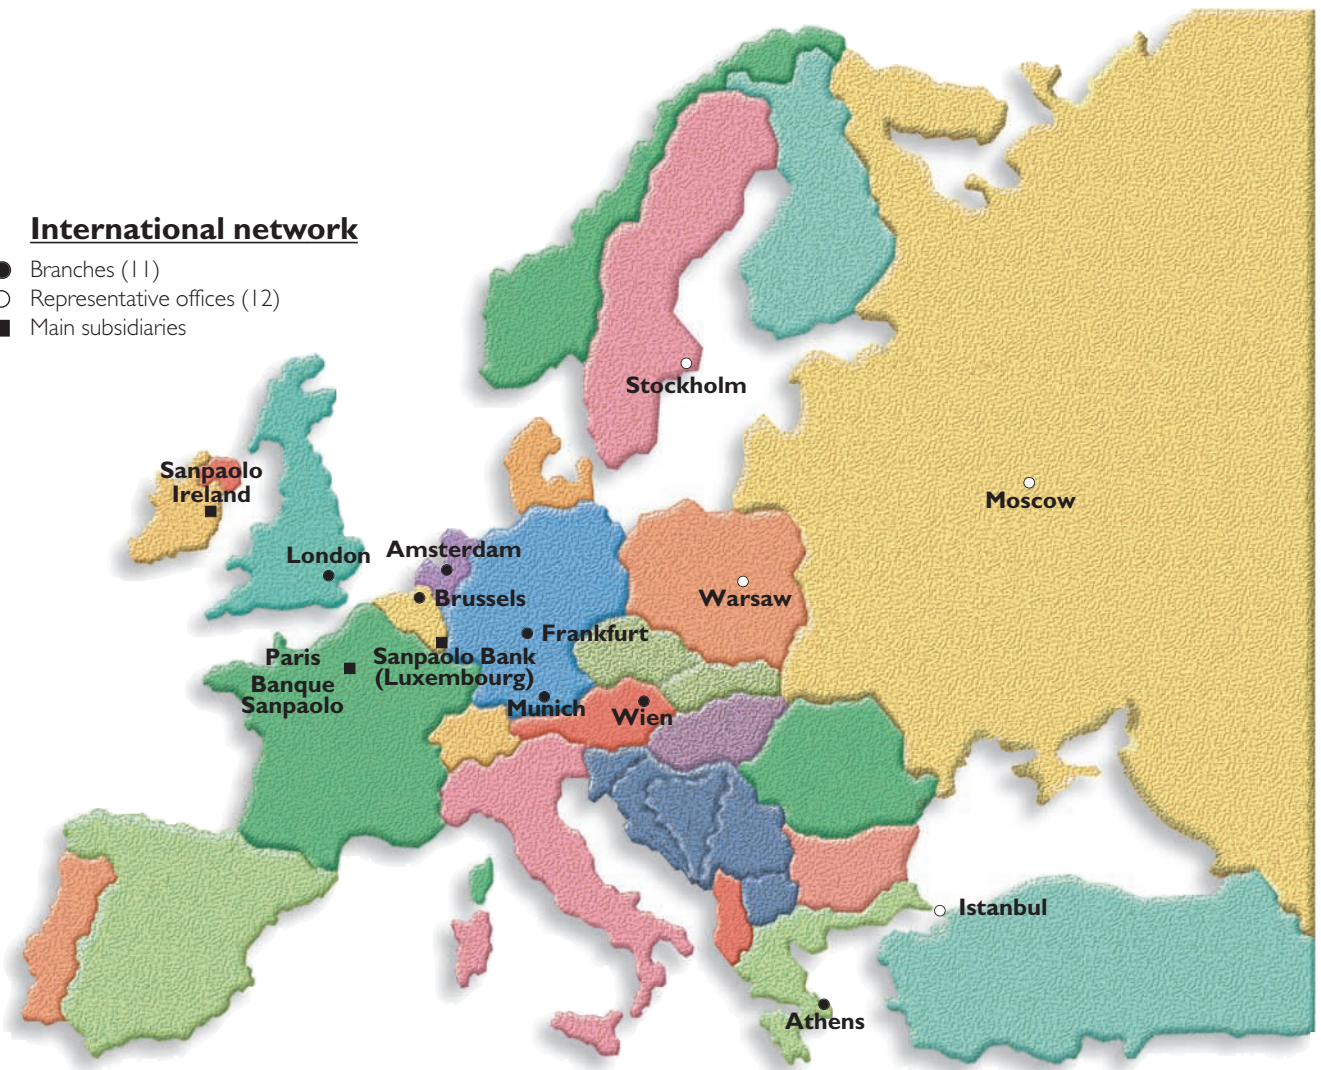 International network
Branches (11)
Representative offices (12)
Main subsidiaries
Stockholm
Sanpaolo
Ireland
Moscow
London
Amsterdam
Brussels
Warsaw
Frankfurt
Paris
Banque
Sanpaolo
Sanpaolo Bank
(Luxembourg)
Munich
Wien
Istanbul
Athens